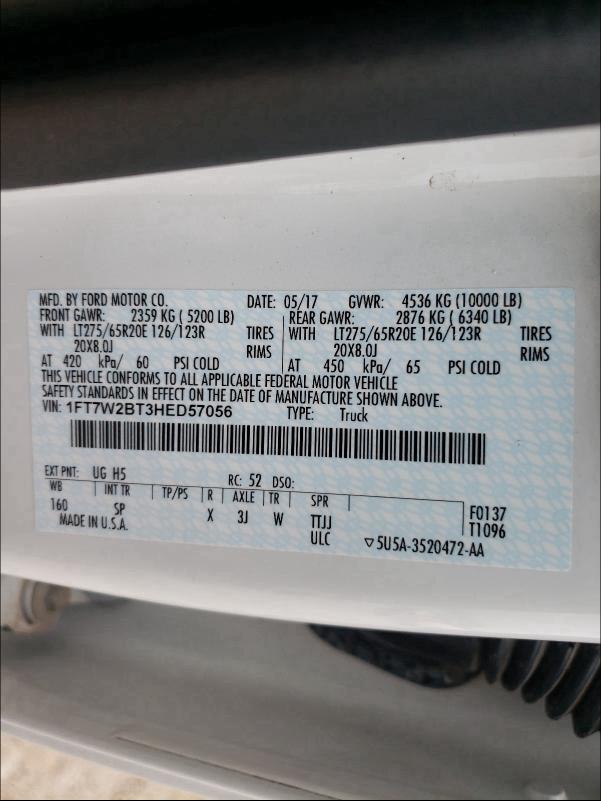 MFD. BY FORD MOTOR CO. DATE: 05/17 GVWR: 4536 KG (10000 LB)
FRONT GAWR: 2359 KG (5200 LB) REAR GAWR: 2876 KG (6340 LB)
WITH LT275/65R20E 126/123R TIRES WITH LT275/65R20E 126/123R TIRES
20X8.0J RIMS 20X8.0J RIMS
AT 420 kPa/ 60 PSI COLD AT 450 kPa/ 65 PSI COLD
THIS VEHICLE CONFORMS TO ALL APPLICABLE FEDERAL MOTOR VEHICLE
SAFETY STANDARDS IN EFFECT ON THE DATE OF MANUFACTURE SHOWN ABOVE.
VIN: 1FT7W2BT3HED57056 TYPE: Truck
EXT PNT: UG H5 RC: 52 DSO:
WB INT TR TP/PS R AXLE TR SPR
160 SP X 3J W TTJJ F0137
MADE IN U.S.A. ULC T1096
▽5U5A-3520472-AA